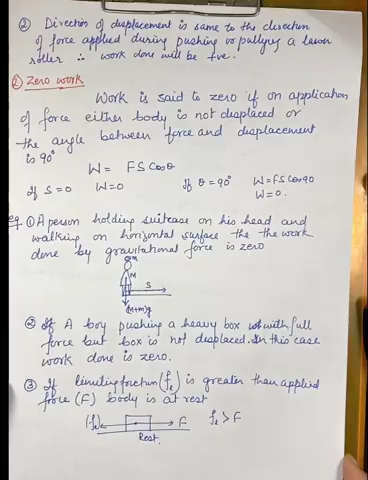 ② Direction of displacement is same to the direction
of force applied during pushing or pullying a lawn
roller ∴ work done will be +ve.
② Zero work
Work is said to zero if on application
of force either body is not displaced or
the angle between force and displacement
is 90°
W = FS Cosθ
If S=0 W=0 If θ = 90° W=FS Cos90
W=0.
eg ① A person holding suitcase on his head and
walking on horizontal surface the the work
done by gravitational force is zero
m
M
S
(M+m)g
② If A boy pushing a heavy box with full
force but box is not displaced. In this case
work done is zero.
③ If limiting friction (fₑ) is greater than applied
force (F) body is at rest
(-fₑ) F fₑ > F
Rest.